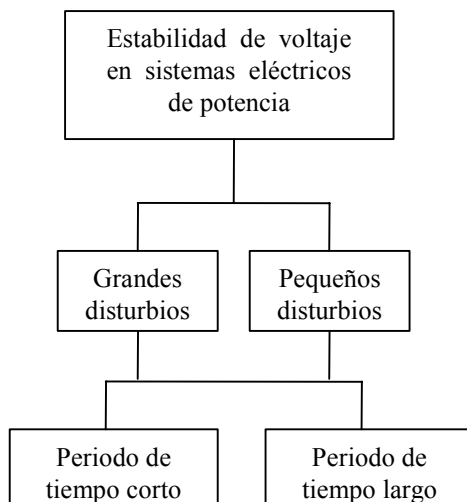 Estabilidad de voltaje
en sistemas eléctricos
de potencia
Grandes
disturbios
Pequeños
disturbios
Periodo de
tiempo corto
Periodo de
tiempo largo